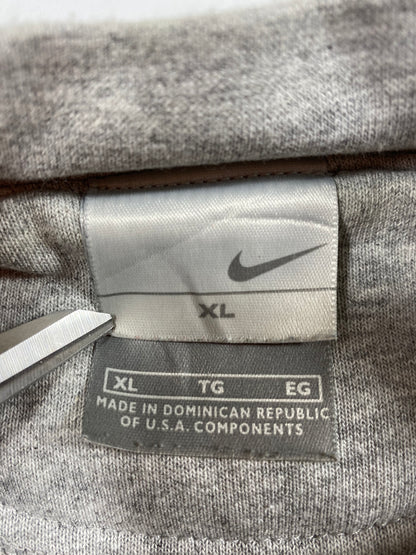 XL
XL TG EG
MADE IN DOMINICAN REPUBLIC
OF U.S.A. COMPONENTS